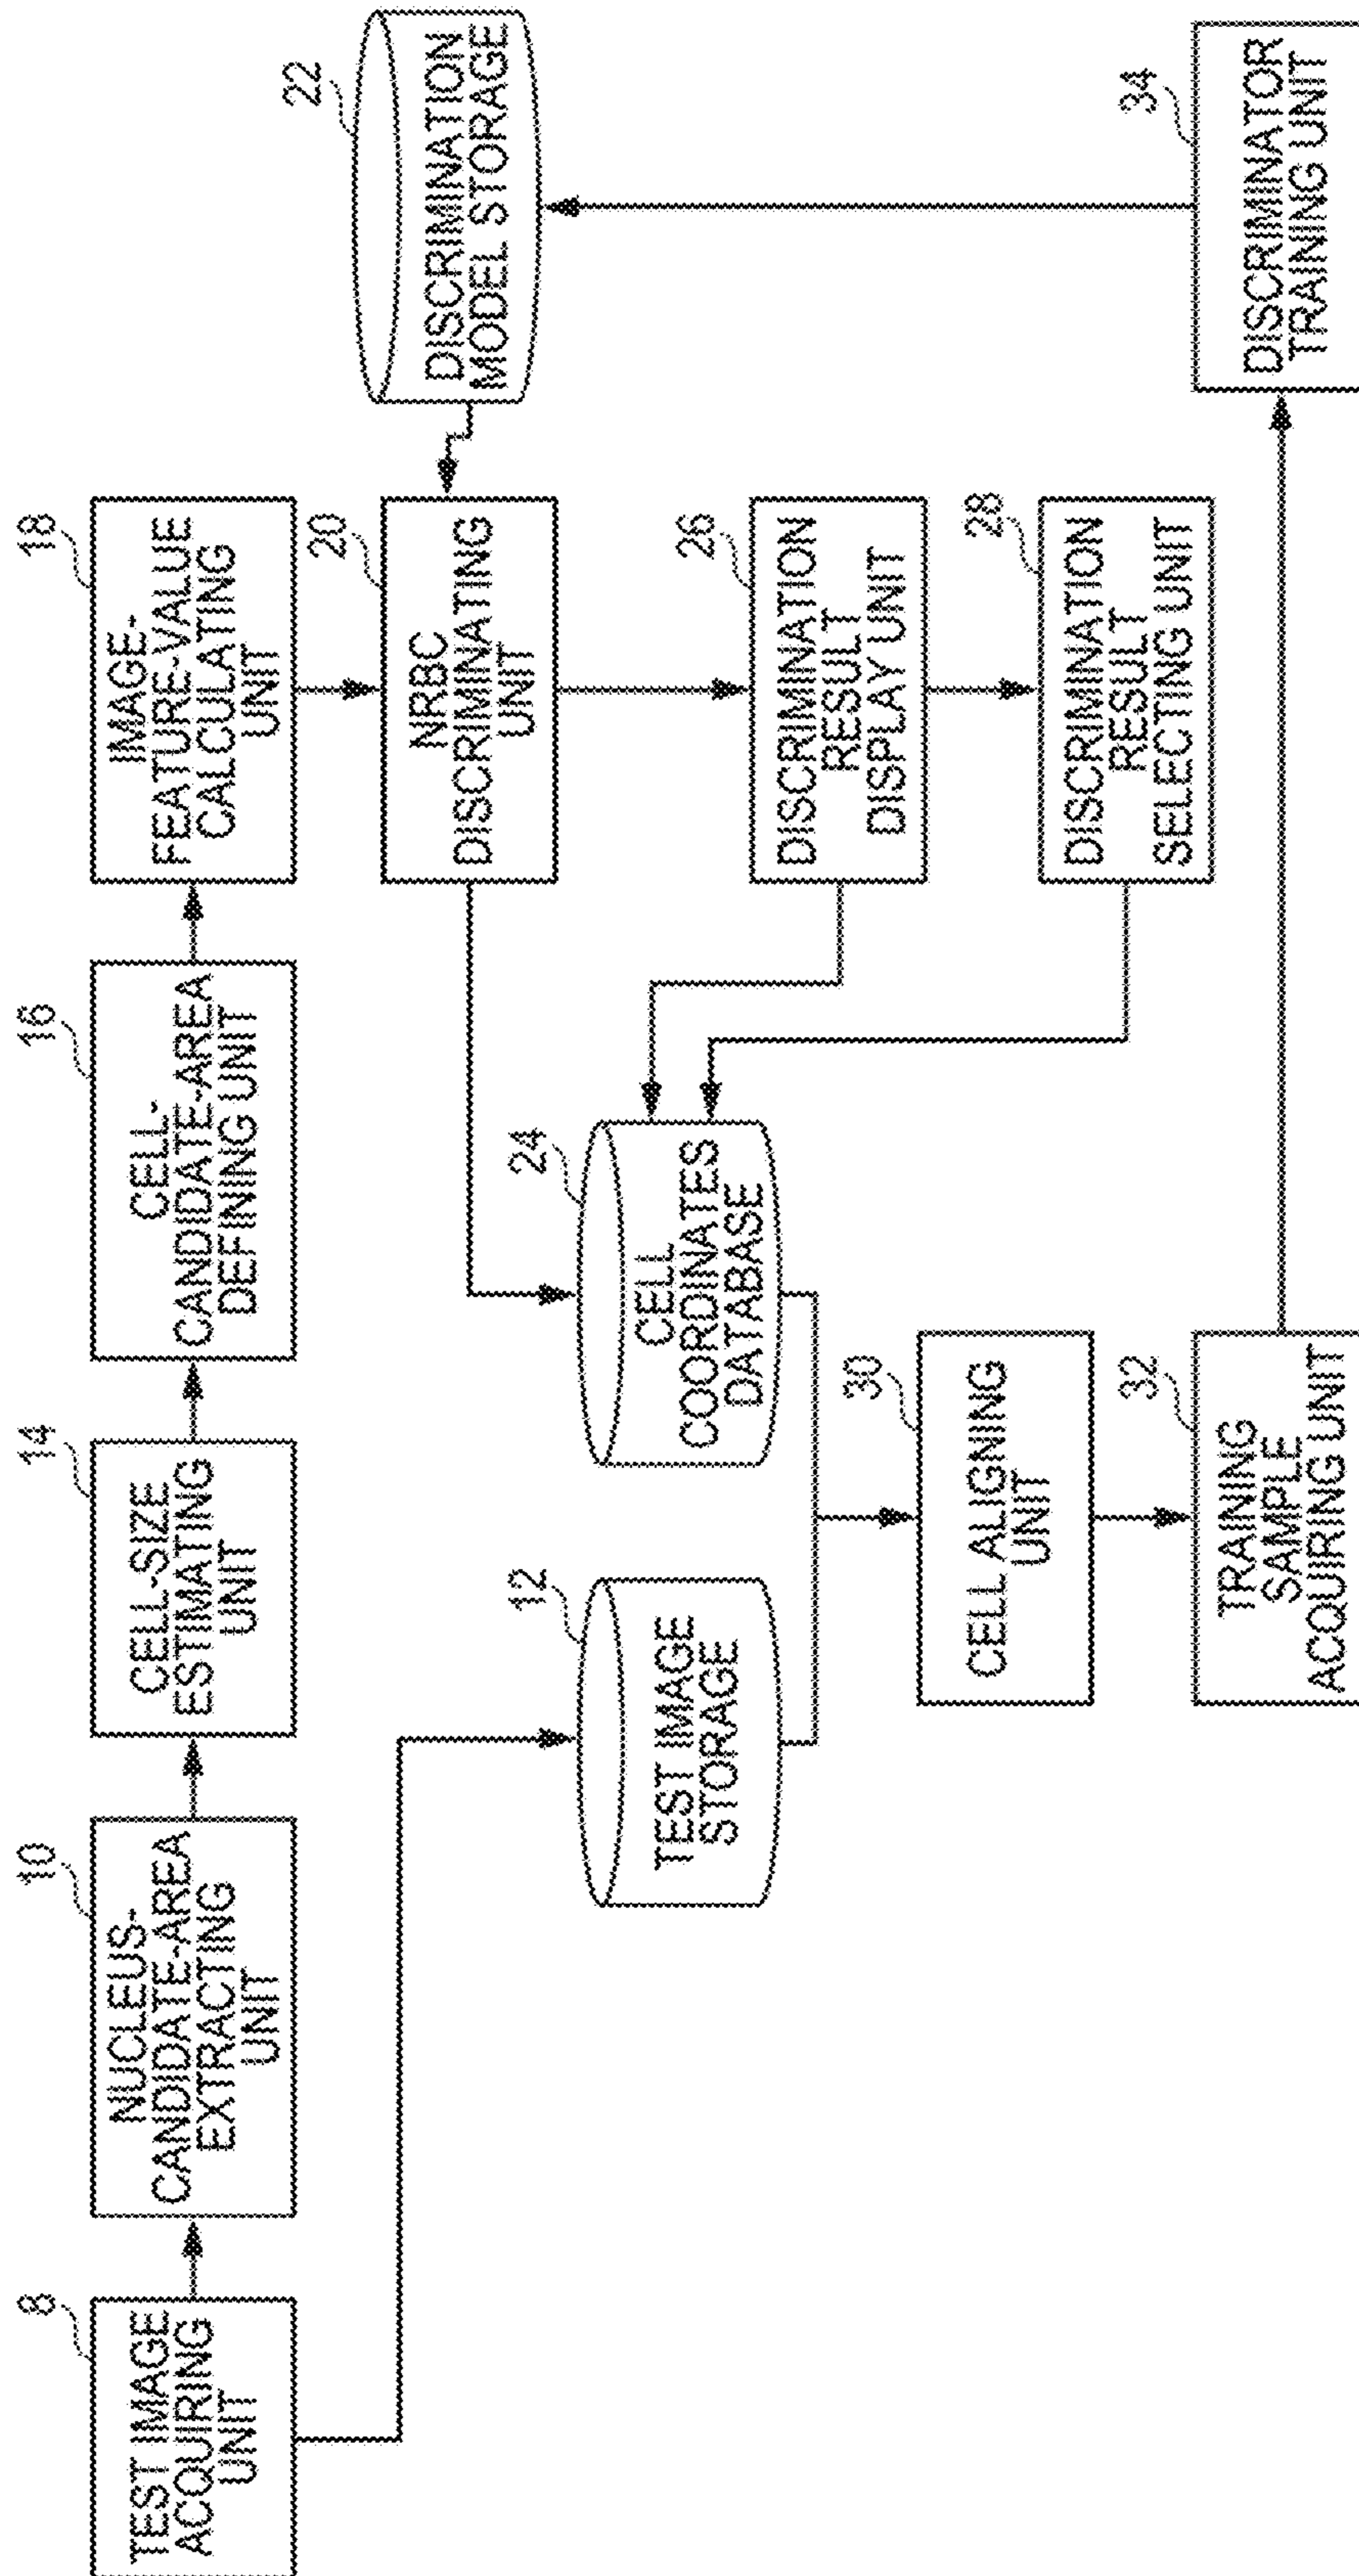 8
TEST IMAGE
ACQUIRING
UNIT
10
NUCLEUS-
CANDIDATE-AREA
EXTRACTING
UNIT
14
CELL-SIZE
ESTIMATING
UNIT
16
CELL-
CANDIDATE-AREA
DEFINING UNIT
18
IMAGE-
FEATURE-VALUE
CALCULATING
UNIT
20
NRBC
DISCRIMINATING
UNIT
22
DISCRIMINATION
MODEL STORAGE
12
TEST IMAGE
STORAGE
24
CELL
COORDINATES
DATABASE
26
DISCRIMINATION
RESULT
DISPLAY UNIT
28
DISCRIMINATION
RESULT
SELECTING UNIT
30
CELL ALIGNING
UNIT
32
TRAINING
SAMPLE
ACQUIRING UNIT
34
DISCRIMINATOR
TRAINING UNIT